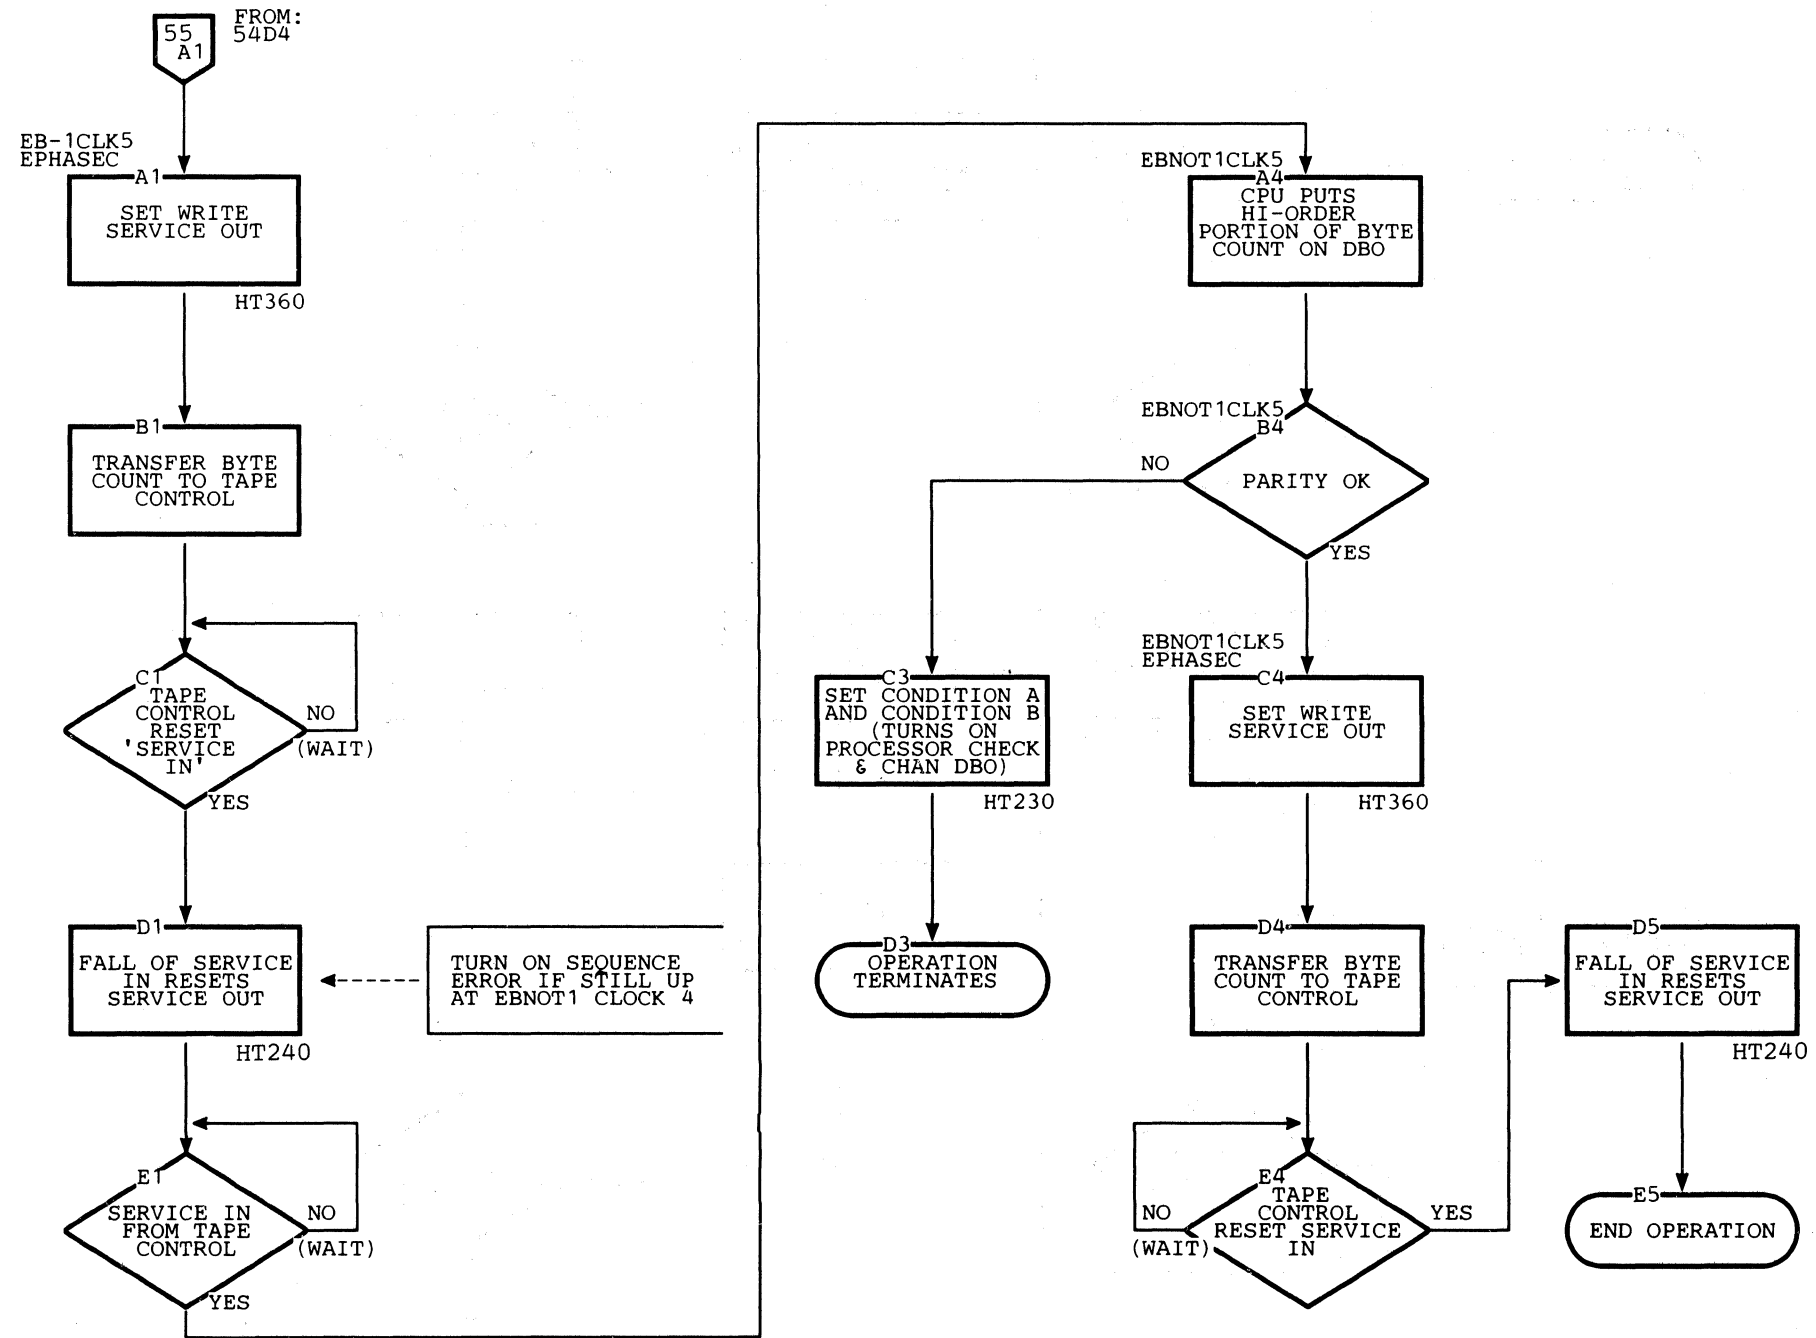 FROM:
54D4
55
A1
EB-1CLK5
EPHASEC
A1
SET WRITE
SERVICE OUT
HT360
B1
TRANSFER BYTE
COUNT TO TAPE
CONTROL
C1
TAPE
CONTROL
RESET
'SERVICE
IN'
NO
(WAIT)
YES
D1
FALL OF SERVICE
IN RESETS
SERVICE OUT
HT240
TURN ON SEQUENCE
ERROR IF STILL UP
AT EBNOT1 CLOCK 4
E1
SERVICE IN
FROM TAPE
CONTROL
NO
(WAIT)
YES
EBNOT1CLK5
A4
CPU PUTS
HI-ORDER
PORTION OF BYTE
COUNT ON DBO
EBNOT1CLK5
B4
PARITY OK
NO
YES
C3
SET CONDITION A
AND CONDITION B
(TURNS ON
PROCESSOR CHECK
& CHAN DBO)
HT230
D3
OPERATION
TERMINATES
EBNOT1CLK5
EPHASEC
C4
SET WRITE
SERVICE OUT
HT360
D4
TRANSFER BYTE
COUNT TO TAPE
CONTROL
E4
TAPE
CONTROL
RESET SERVICE
IN
NO
(WAIT)
YES
D5
FALL OF SERVICE
IN RESETS
SERVICE OUT
HT240
E5
END OPERATION